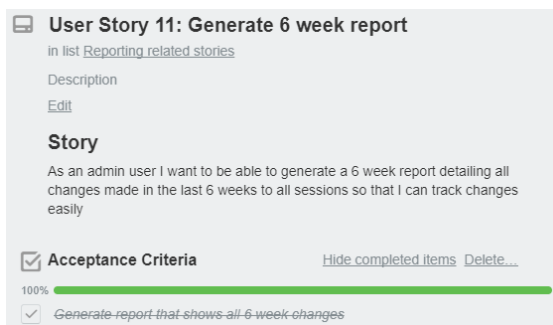 User Story 11: Generate 6 week report
in list Reporting related stories
Description
Edit
Story
As an admin user I want to be able to generate a 6 week report detailing all
changes made in the last 6 weeks to all sessions so that I can track changes
easily
Acceptance Criteria Hide completed items Delete...
100%
Generate report that shows all 6 week changes